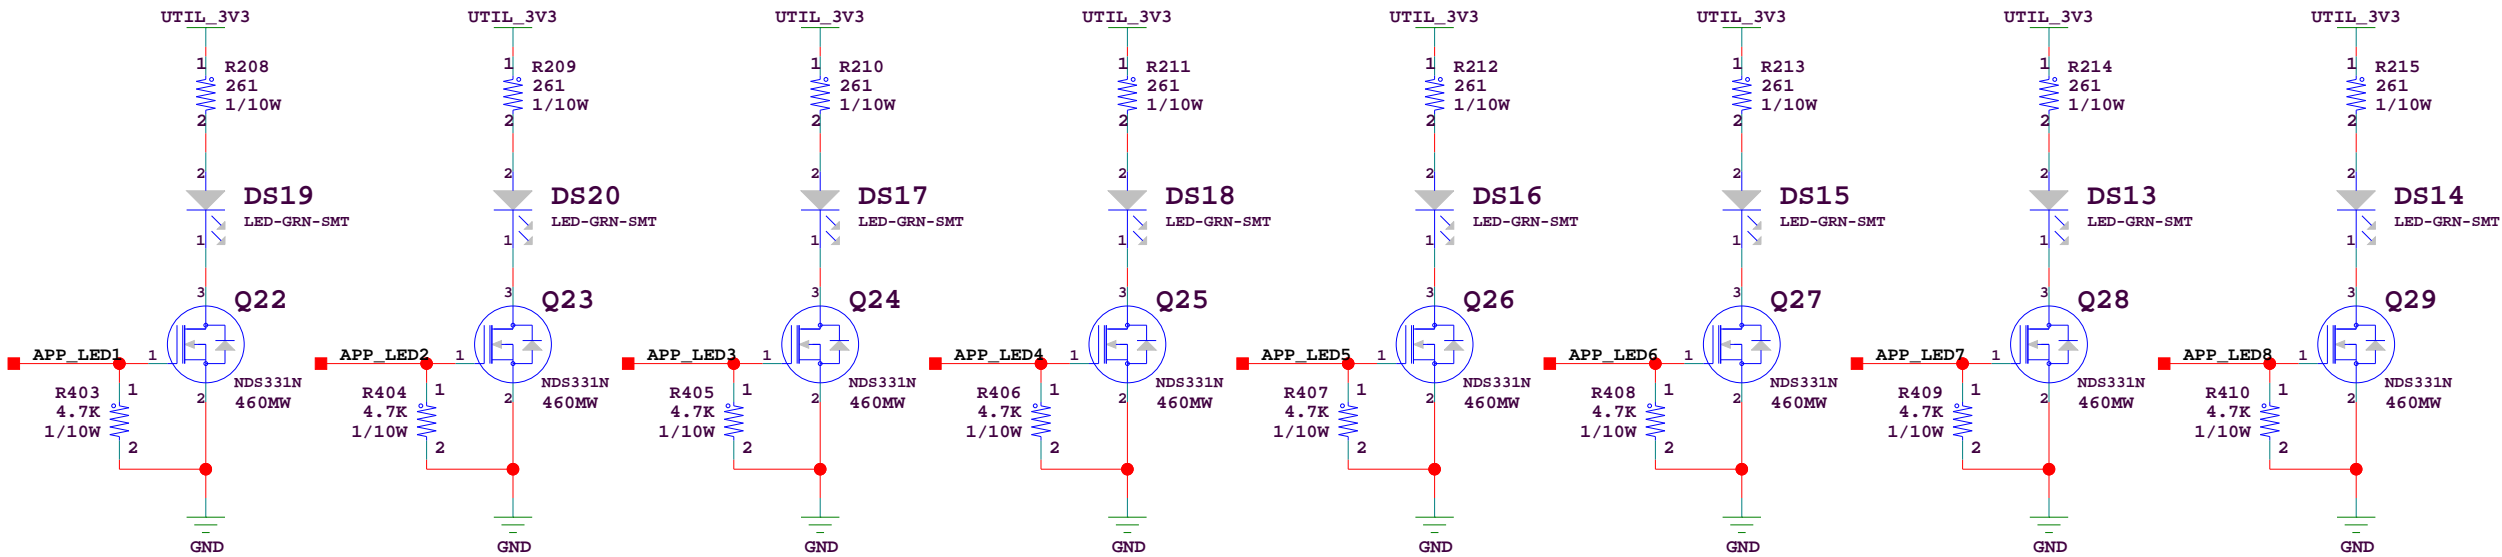 UTIL_3V3 UTIL_3V3 UTIL_3V3 UTIL_3V3 UTIL_3V3 UTIL_3V3 UTIL_3V3 UTIL_3V3
1 R208 1 R209 1 R210 1 R211 1 R212 1 R213 1 R214 1 R215
261 261 261 261 261 261 261 261
1/10W 1/10W 1/10W 1/10W 1/10W 1/10W 1/10W 1/10W
2 2 2 2 2 2 2 2
2 2 2 2 2 2 2 2
DS19 DS20 DS17 DS18 DS16 DS15 DS13 DS14
LED-GRN-SMT LED-GRN-SMT LED-GRN-SMT LED-GRN-SMT LED-GRN-SMT LED-GRN-SMT LED-GRN-SMT LED-GRN-SMT
1 1 1 1 1 1 1 1
3 Q22 3 Q23 3 Q24 3 Q25 3 Q26 3 Q27 3 Q28 3 Q29
APP_LED1 1 APP_LED2 1 APP_LED3 1 APP_LED4 1 APP_LED5 1 APP_LED6 1 APP_LED7 1 APP_LED8 1
NDS331N NDS331N NDS331N NDS331N NDS331N NDS331N NDS331N NDS331N
R403 1 2 460MW R404 1 2 460MW R405 1 2 460MW R406 1 2 460MW R407 1 2 460MW R408 1 2 460MW R409 1 2 460MW R410 1 2 460MW
4.7K 4.7K 4.7K 4.7K 4.7K 4.7K 4.7K 4.7K
1/10W 1/10W 1/10W 1/10W 1/10W 1/10W 1/10W 1/10W
2 2 2 2 2 2 2 2
GND GND GND GND GND GND GND GND